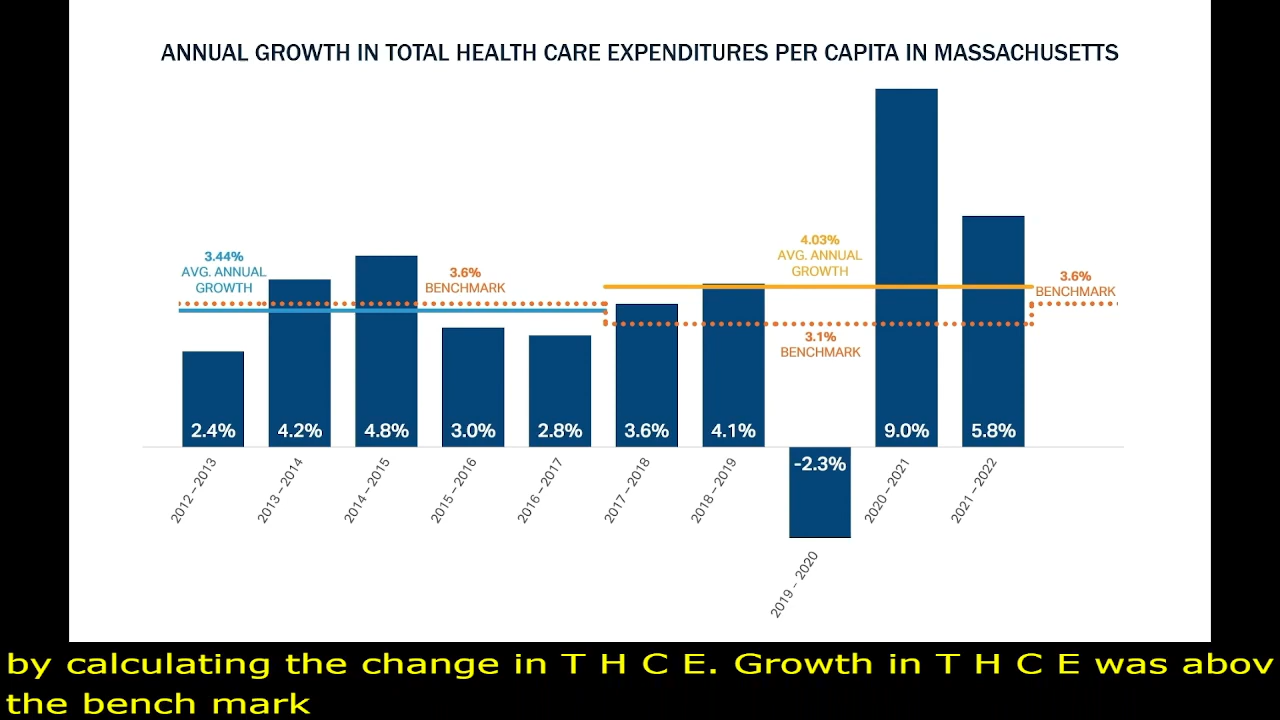 ANNUAL GROWTH IN TOTAL HEALTH CARE EXPENDITURES PER CAPITA IN MASSACHUSETTS
3.44%
AVG. ANNUAL
GROWTH
3.6%
BENCHMARK
4.03%
AVG. ANNUAL
GROWTH
3.6%
BENCHMARK
3.1%
BENCHMARK
2.4%
4.2%
4.8%
3.0%
2.8%
3.6%
4.1%
-2.3%
9.0%
5.8%
2012 – 2013
2013 – 2014
2014 – 2015
2015 – 2016
2016 – 2017
2017 – 2018
2018 – 2019
2019 – 2020
2020 – 2021
2021 – 2022
by calculating the change in T H C E. Growth in T H C E was abov
the bench mark